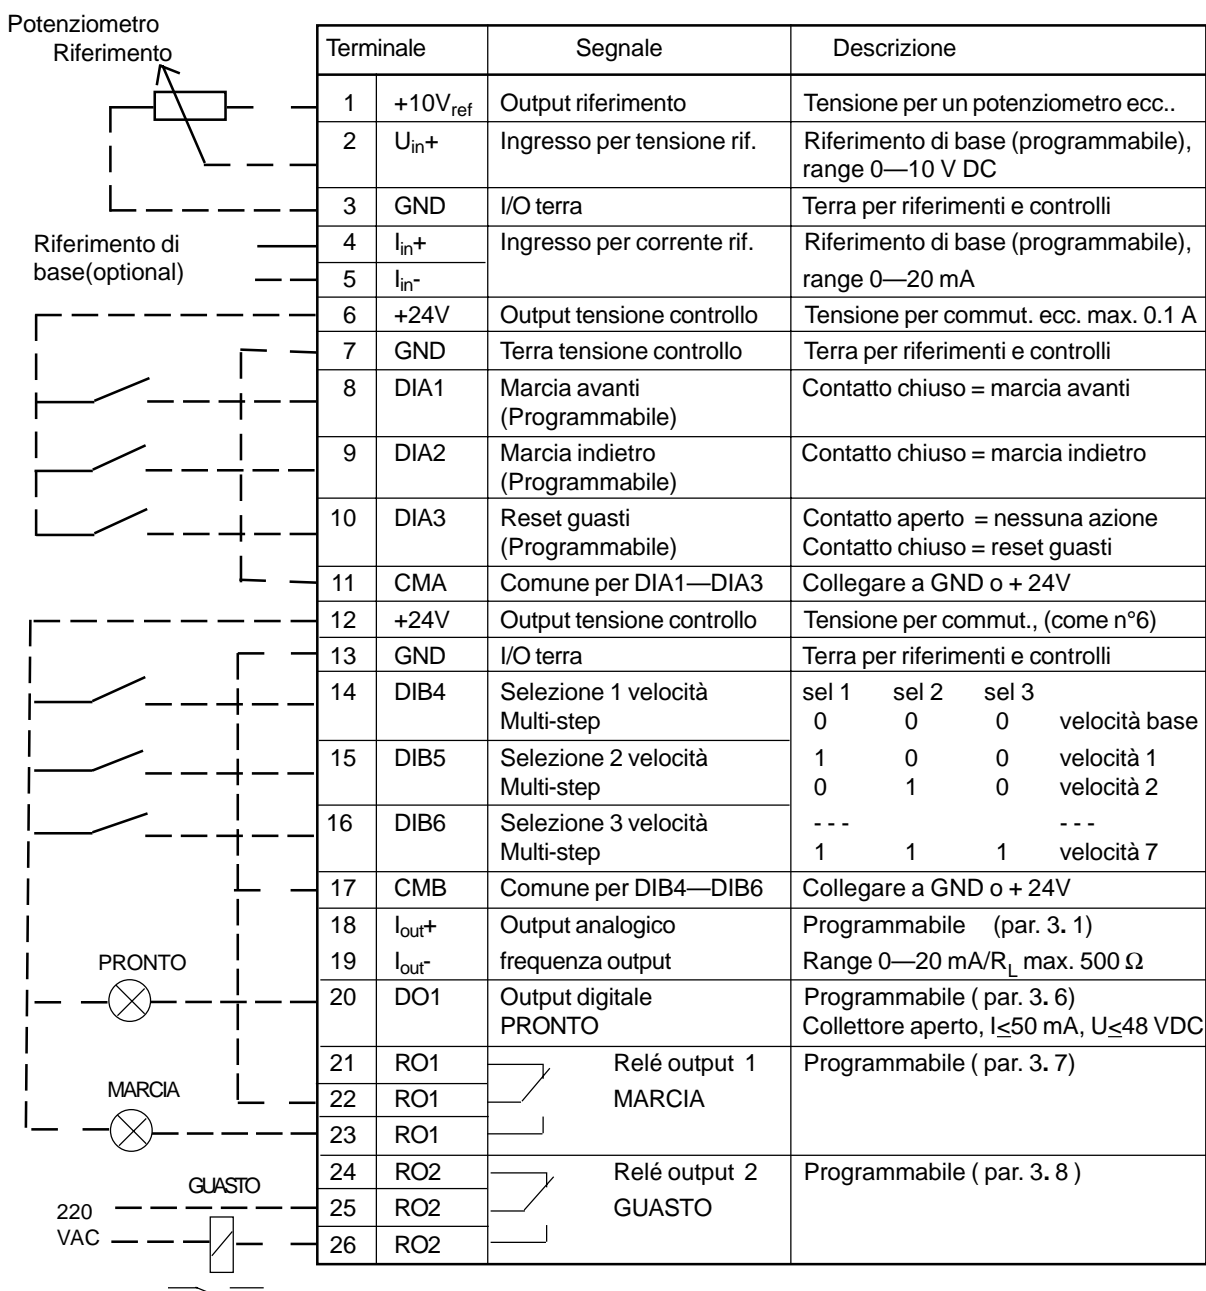 Potenziometro
Riferimento
Terminale Segnale Descrizione
1 +10Vref Output riferimento Tensione per un potenziometro ecc..
2 Uin+ Ingresso per tensione rif. Riferimento di base (programmabile),
range 0—10 V DC
3 GND I/O terra Terra per riferimenti e controlli
Riferimento di
base(optional)
4 Iin+ Ingresso per corrente rif. Riferimento di base (programmabile),
5 Iin- range 0—20 mA
6 +24V Output tensione controllo Tensione per commut. ecc. max. 0.1 A
7 GND Terra tensione controllo Terra per riferimenti e controlli
8 DIA1 Marcia avanti Contatto chiuso = marcia avanti
(Programmabile)
9 DIA2 Marcia indietro Contatto chiuso = marcia indietro
(Programmabile)
10 DIA3 Reset guasti Contatto aperto = nessuna azione
(Programmabile) Contatto chiuso = reset guasti
11 CMA Comune per DIA1—DIA3 Collegare a GND o + 24V
12 +24V Output tensione controllo Tensione per commut., (come n°6)
13 GND I/O terra Terra per riferimenti e controlli
14 DIB4 Selezione 1 velocità sel 1 sel 2 sel 3
Multi-step 0 0 0 velocità base
15 DIB5 Selezione 2 velocità 1 0 0 velocità 1
Multi-step 0 1 0 velocità 2
16 DIB6 Selezione 3 velocità - - - - - -
Multi-step 1 1 1 velocità 7
17 CMB Comune per DIB4—DIB6 Collegare a GND o + 24V
18 Iout+ Output analogico Programmabile (par. 3. 1)
19 Iout- frequenza output Range 0—20 mA/RL max. 500 Ω
PRONTO
20 DO1 Output digitale Programmabile ( par. 3. 6)
PRONTO Collettore aperto, I≤50 mA, U≤48 VDC
21 RO1 Relé output 1 Programmabile ( par. 3. 7)
MARCIA
22 RO1 MARCIA
23 RO1
24 RO2 Relé output 2 Programmabile ( par. 3. 8 )
GUASTO
25 RO2 GUASTO
220
VAC
26 RO2